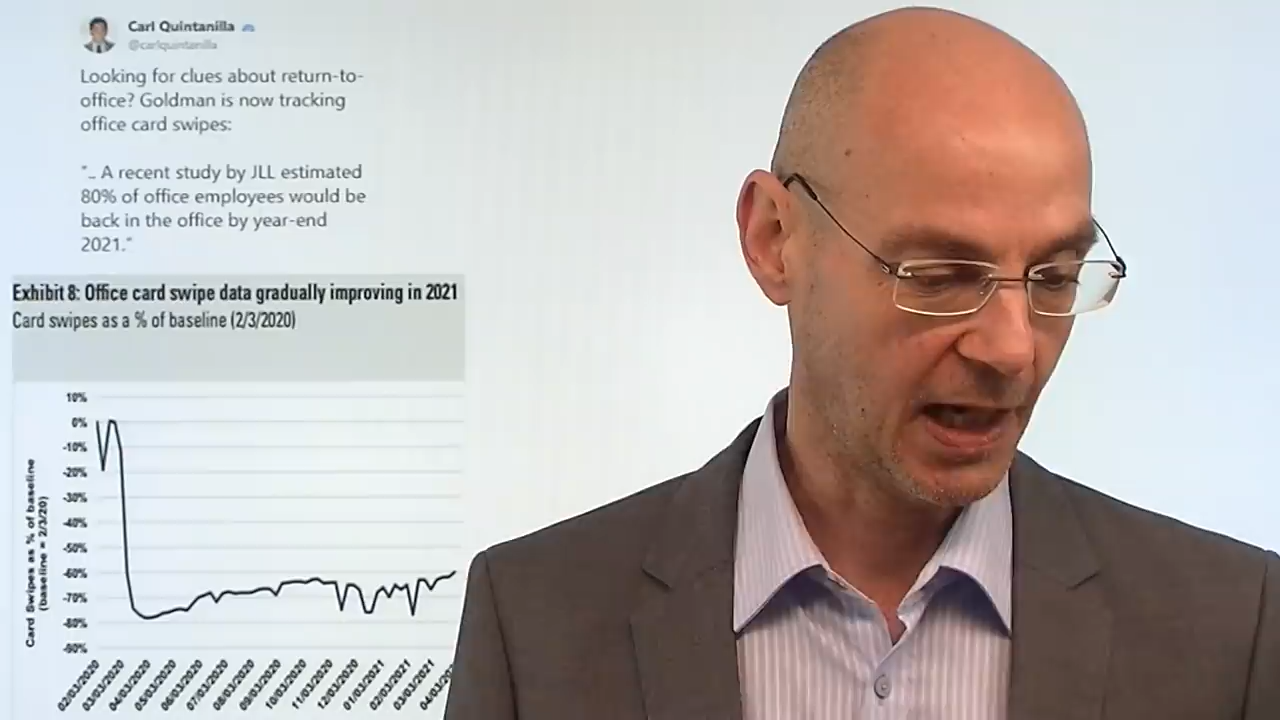 Carl Quintanilla
@carlquintanilla
Looking for clues about return-to-
office? Goldman is now tracking
office card swipes:
".. A recent study by JLL estimated
80% of office employees would be
back in the office by year-end
2021."
Exhibit 8: Office card swipe data gradually improving in 2021
Card swipes as a % of baseline (2/3/2020)
Card Swipes as % of baseline
(baseline = 2/3/20)
10%
0%
-10%
-20%
-30%
-40%
-50%
-60%
-70%
-80%
-90%
02/03/2020
03/03/2020
04/03/2020
05/03/2020
06/03/2020
07/03/2020
08/03/2020
09/03/2020
10/03/2020
11/03/2020
12/03/2020
01/03/2021
02/03/2021
03/03/2021